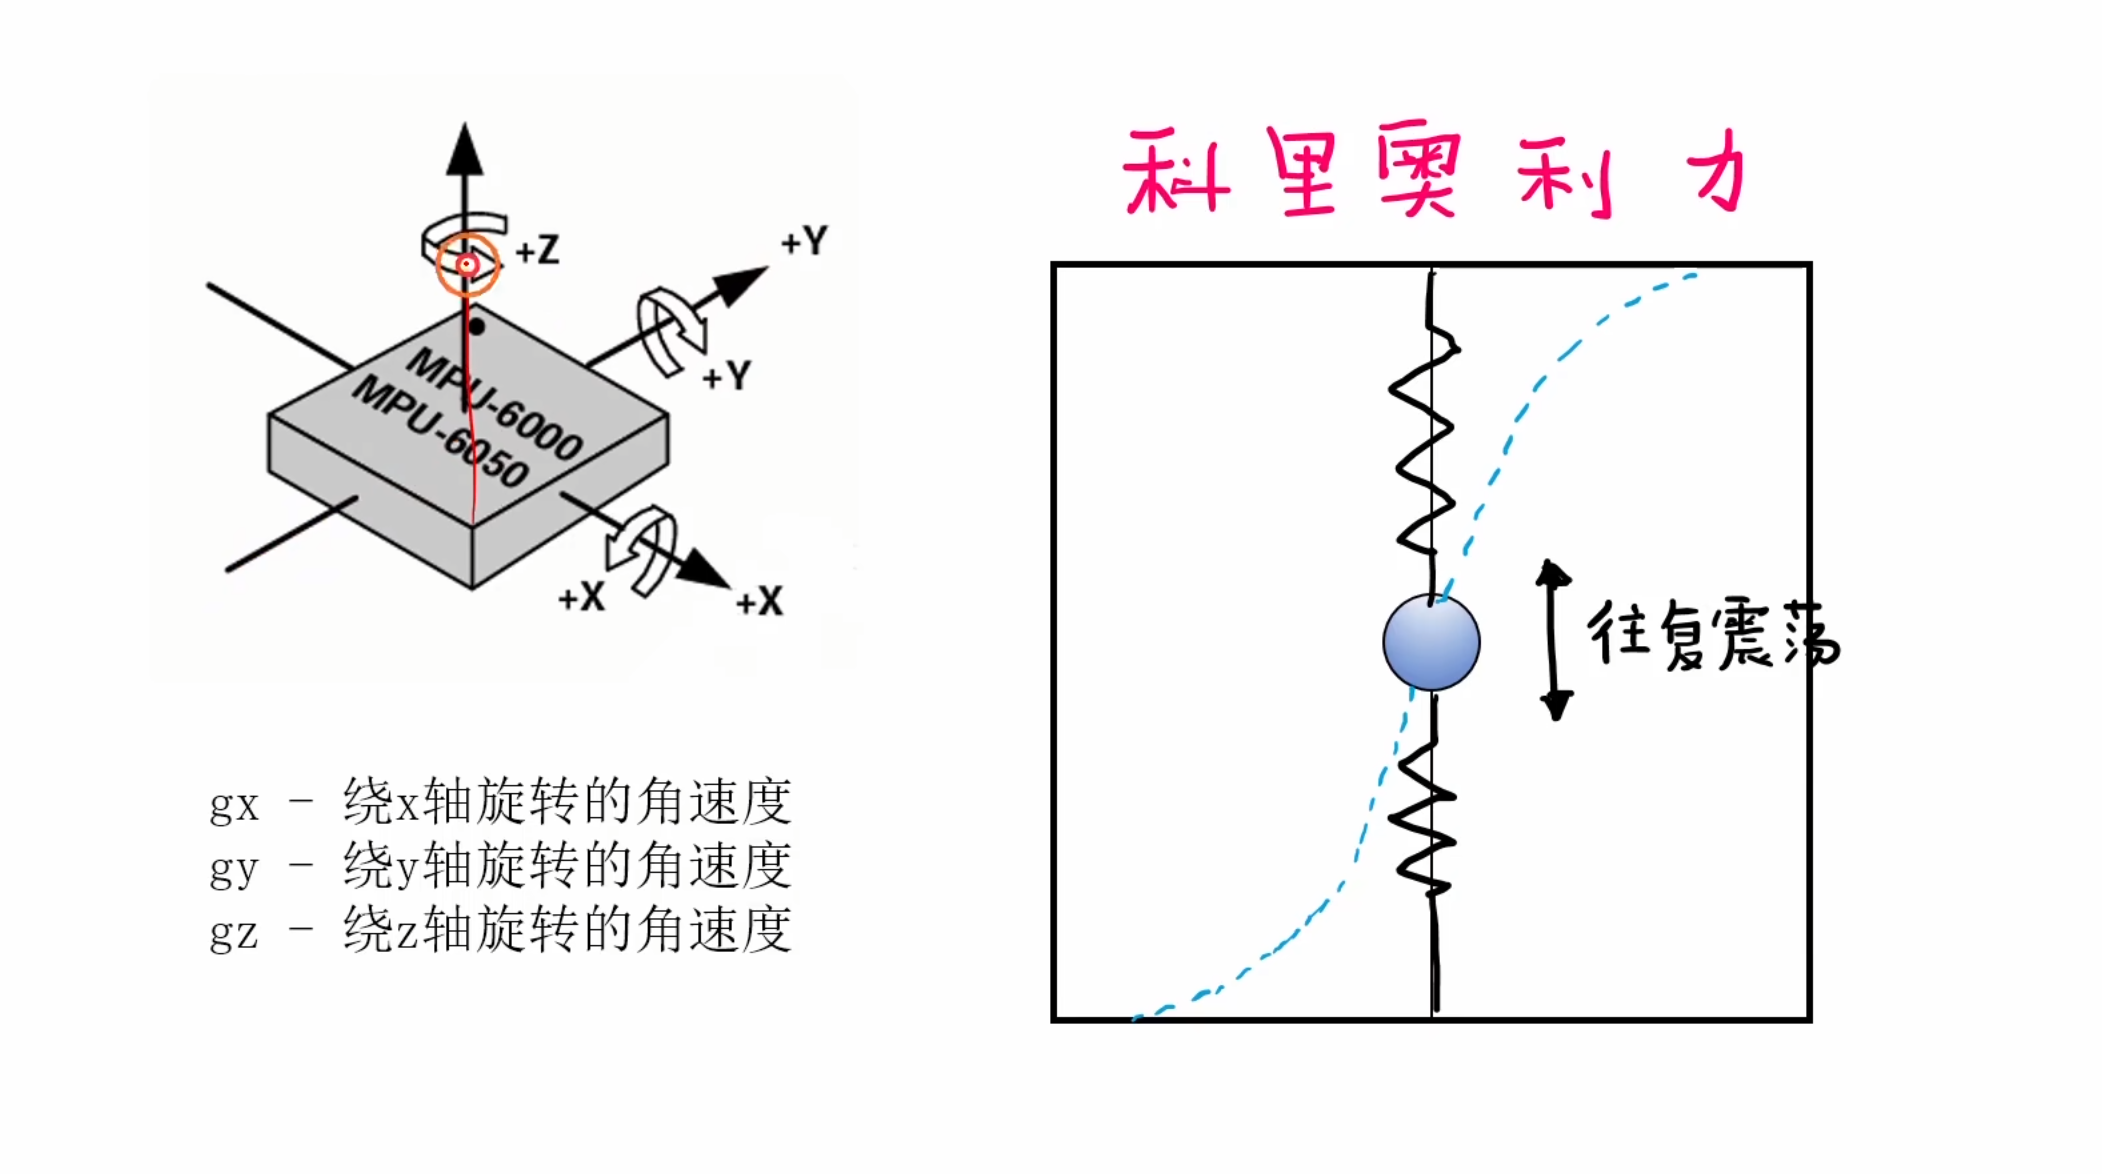 科里奥利力
+Z
+Y
+Y
MPU-6000
MPU-6050
+X
+X
往复震荡
gx - 绕x轴旋转的角速度
gy - 绕y轴旋转的角速度
gz - 绕z轴旋转的角速度